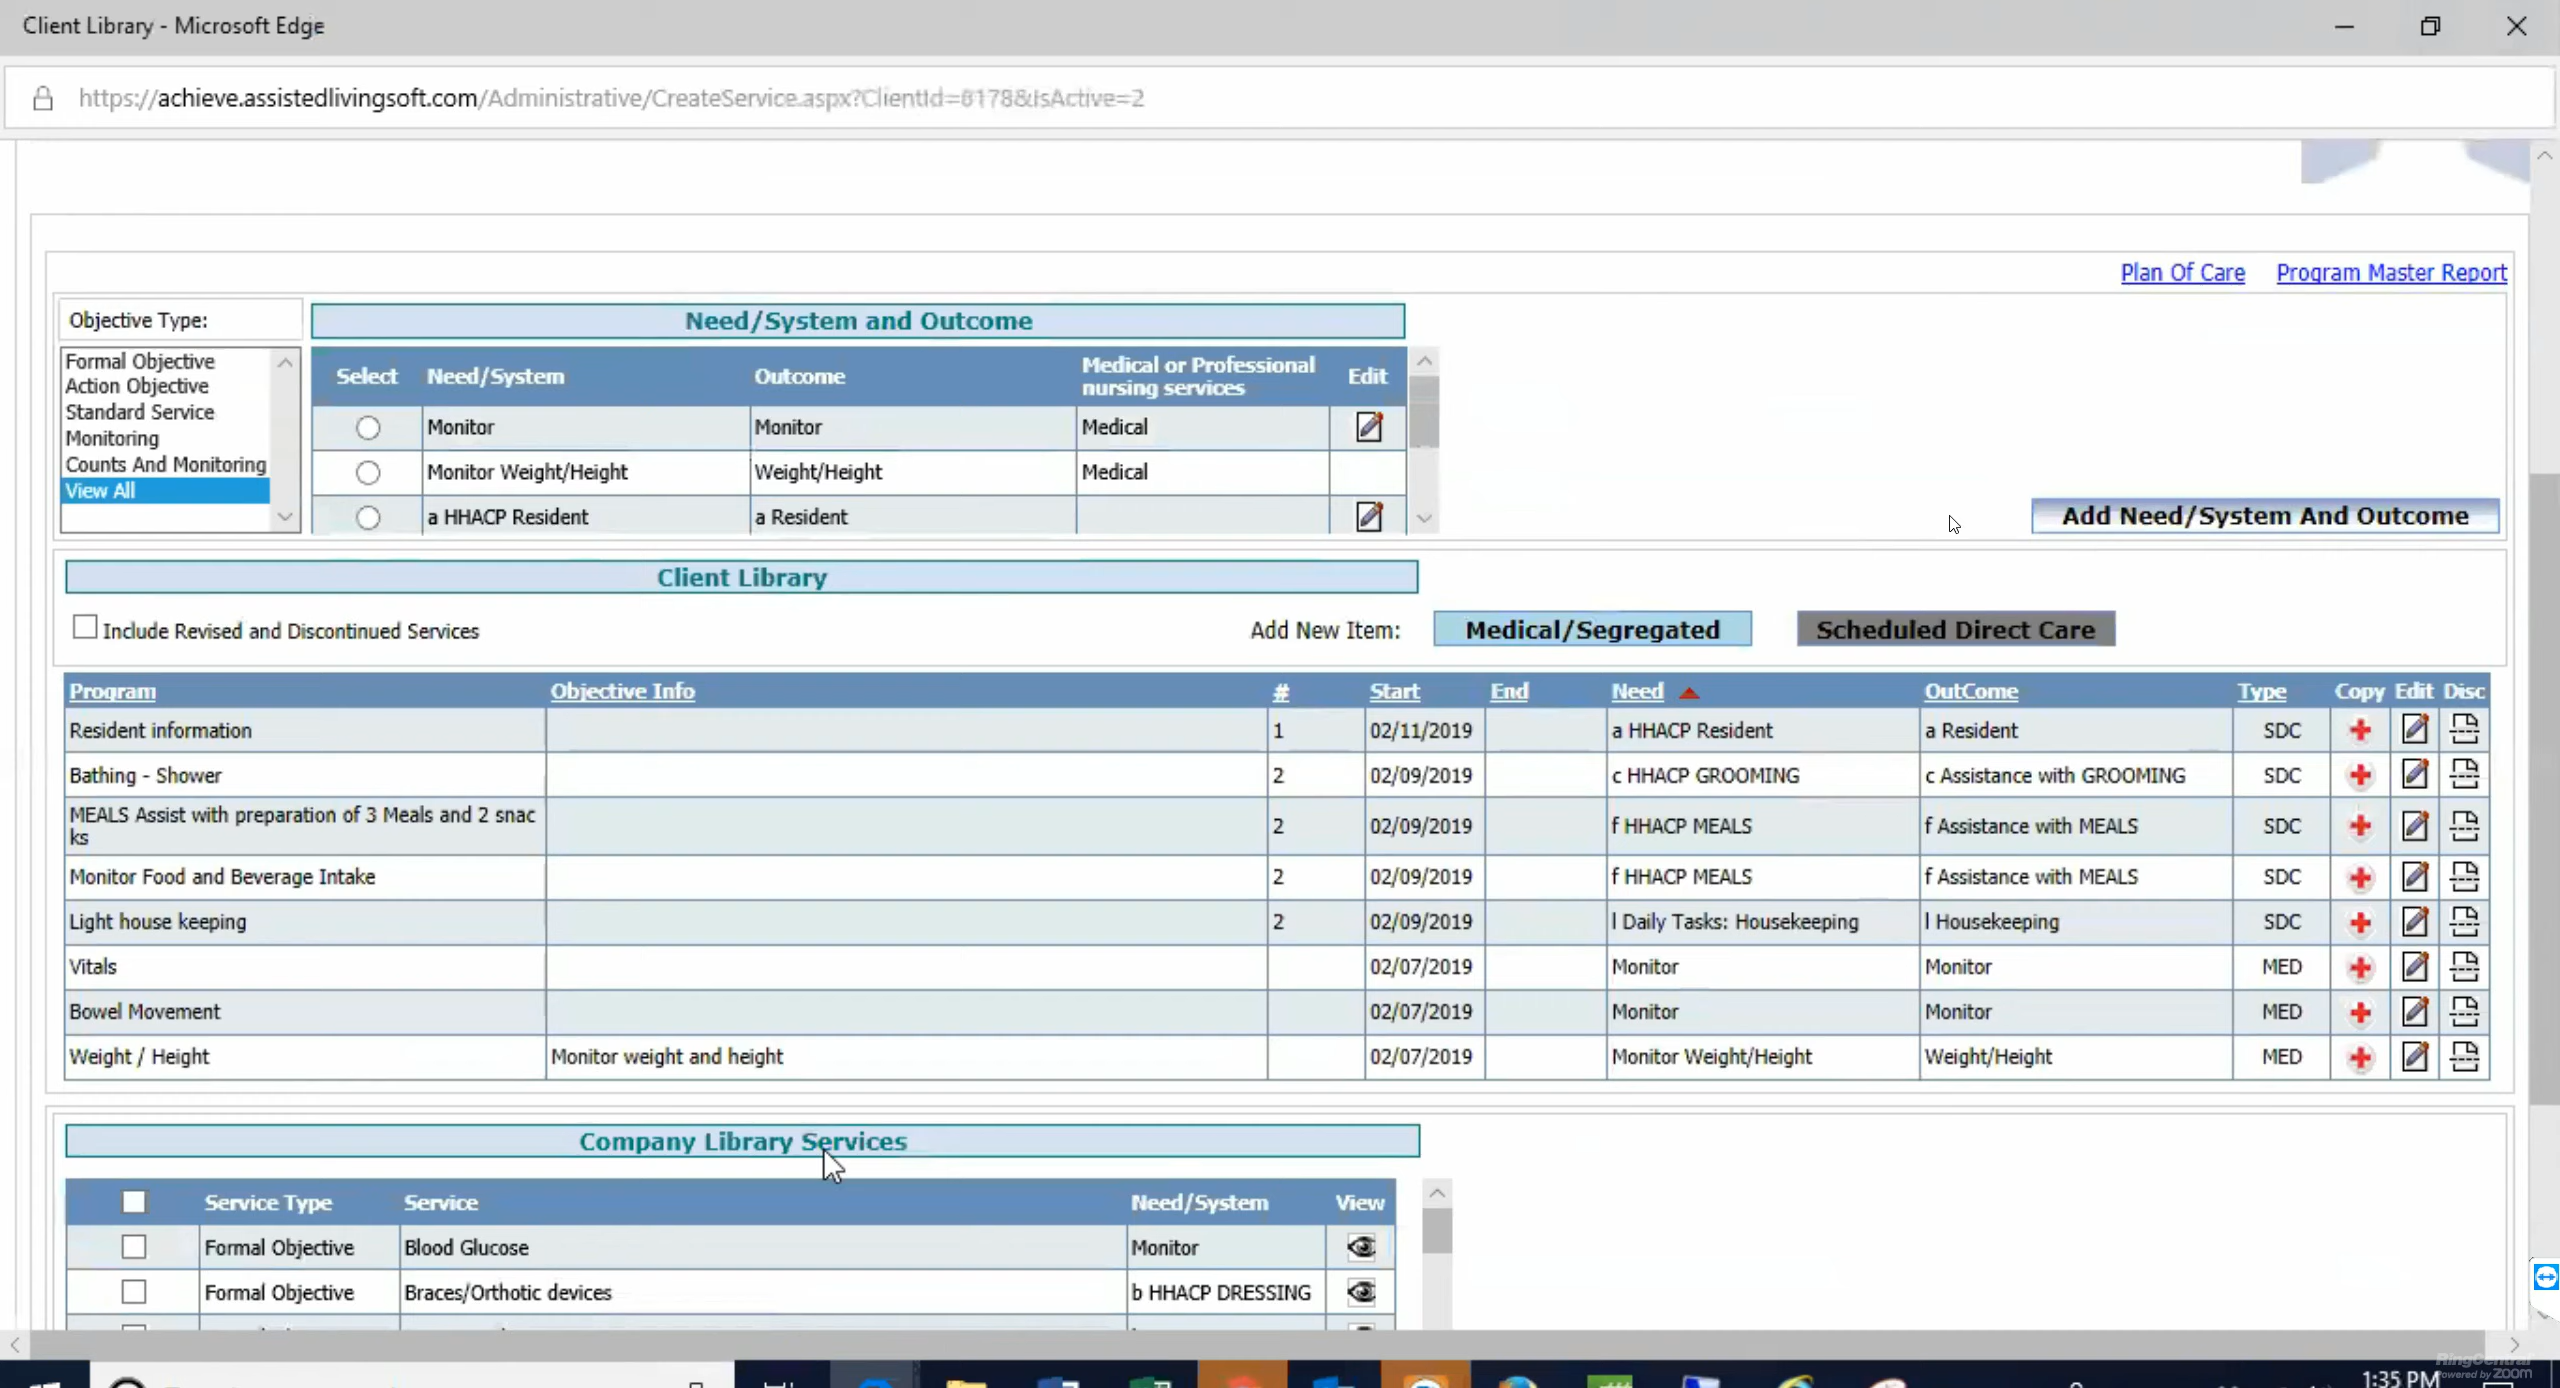 Client Library - Microsoft Edge
https://achieve.assistedlivingsoft.com/Administrative/CreateService.aspx?ClientId=6178&IsActive=2
Plan Of Care Program Master Report
Objective Type:
Formal Objective
Action Objective
Standard Service
Monitoring
Counts And Monitoring
View All
Need/System and Outcome
Select Need/System Outcome Medical or Professional nursing services Edit
Monitor Monitor Medical
Monitor Weight/Height Weight/Height Medical
a HHACP Resident a Resident
Add Need/System And Outcome
Client Library
Include Revised and Discontinued Services Add New Item: Medical/Segregated Scheduled Direct Care
Program Objective Info # Start End Need OutCome Type Copy Edit Disc
Resident information 1 02/11/2019 a HHACP Resident a Resident SDC
Bathing - Shower 2 02/09/2019 c HHACP GROOMING c Assistance with GROOMING SDC
MEALS Assist with preparation of 3 Meals and 2 snac
ks 2 02/09/2019 f HHACP MEALS f Assistance with MEALS SDC
Monitor Food and Beverage Intake 2 02/09/2019 f HHACP MEALS f Assistance with MEALS SDC
Light house keeping 2 02/09/2019 l Daily Tasks: Housekeeping l Housekeeping SDC
Vitals 02/07/2019 Monitor Monitor MED
Bowel Movement 02/07/2019 Monitor Monitor MED
Weight / Height Monitor weight and height 02/07/2019 Monitor Weight/Height Weight/Height MED
Company Library Services
Service Type Service Need/System View
Formal Objective Blood Glucose Monitor
Formal Objective Braces/Orthotic devices b HHACP DRESSING
RingCentral
Powered by ZOOM
1:35 PM